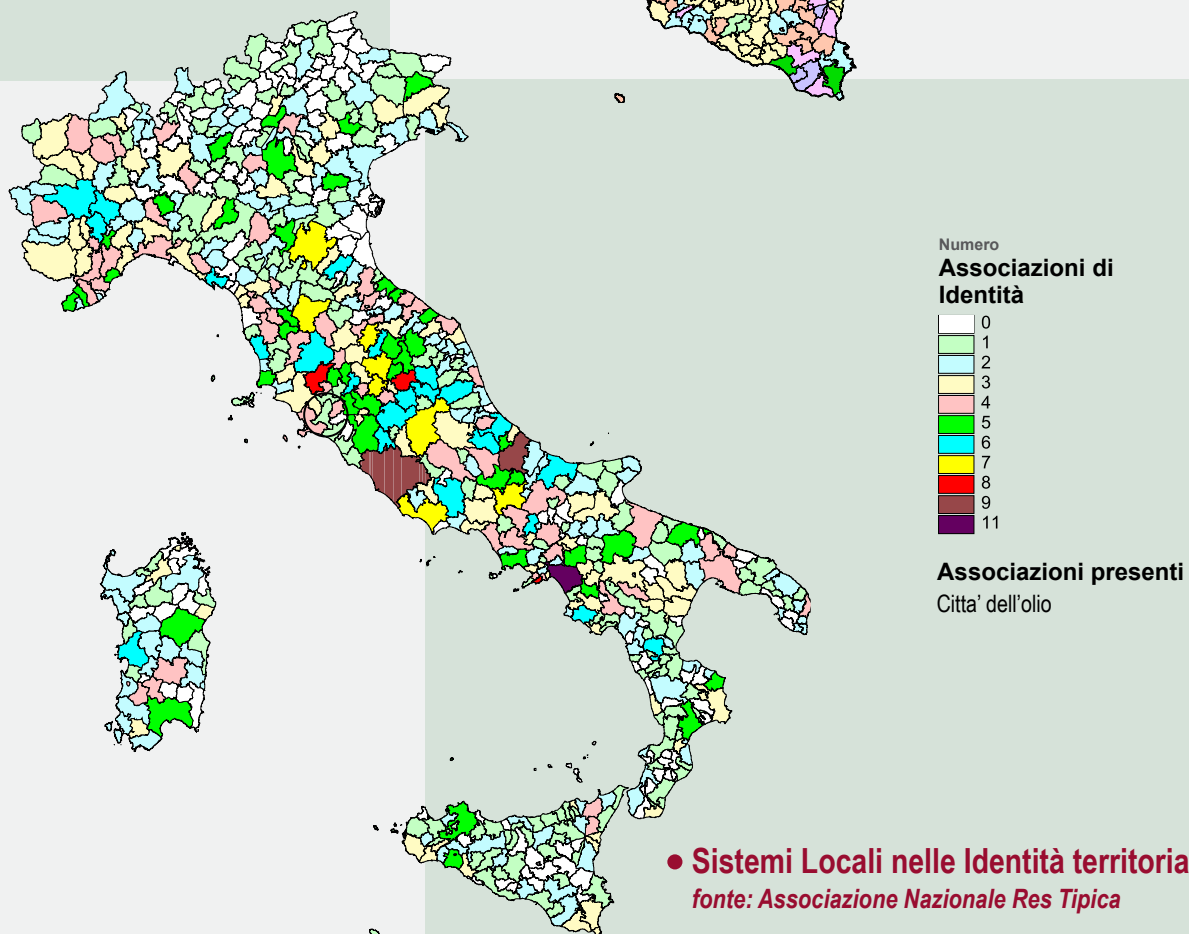 Numero
Associazioni di
Identità
0
1
2
3
4
5
6
7
8
9
11
Associazioni presenti
Citta' dell'olio
• Sistemi Locali nelle Identità territoria
fonte: Associazione Nazionale Res Tipica